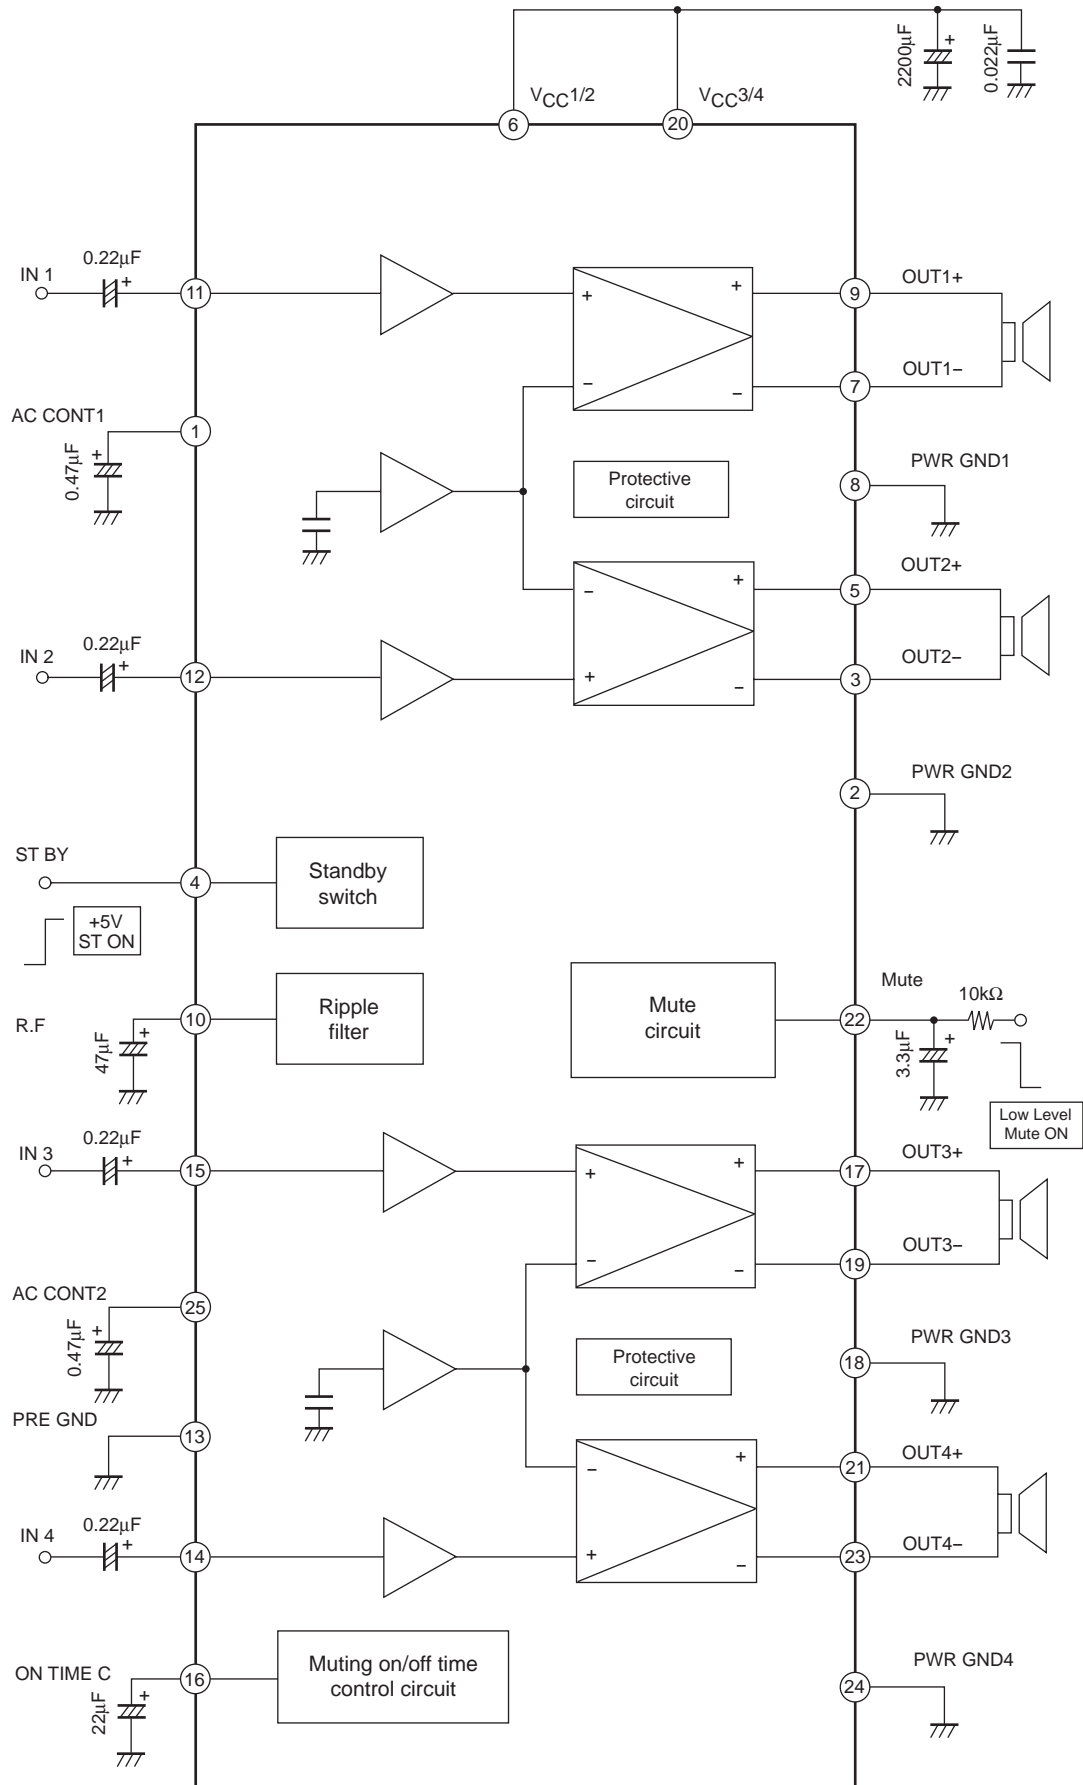 2200μF
+
0.022μF
VCC1/2
VCC3/4
6
20
IN 1
0.22μF
+
11
+
+
9
OUT1+
−
−
7
OUT1−
AC CONT1
1
+
0.47μF
Protective
circuit
8
PWR GND1
−
+
5
OUT2+
IN 2
0.22μF
+
12
+
−
3
OUT2−
2
PWR GND2
ST BY
4
Standby
switch
+5V
ST ON
R.F
10
+
47μF
Ripple
filter
Mute
circuit
22
Mute
10kΩ
3.3μF
+
Low Level
Mute ON
IN 3
0.22μF
+
15
+
+
17
OUT3+
−
−
19
OUT3−
AC CONT2
25
+
0.47μF
Protective
circuit
18
PWR GND3
PRE GND
13
−
+
21
OUT4+
IN 4
0.22μF
+
14
+
−
23
OUT4−
ON TIME C
16
+
22μF
Muting on/off time
control circuit
24
PWR GND4